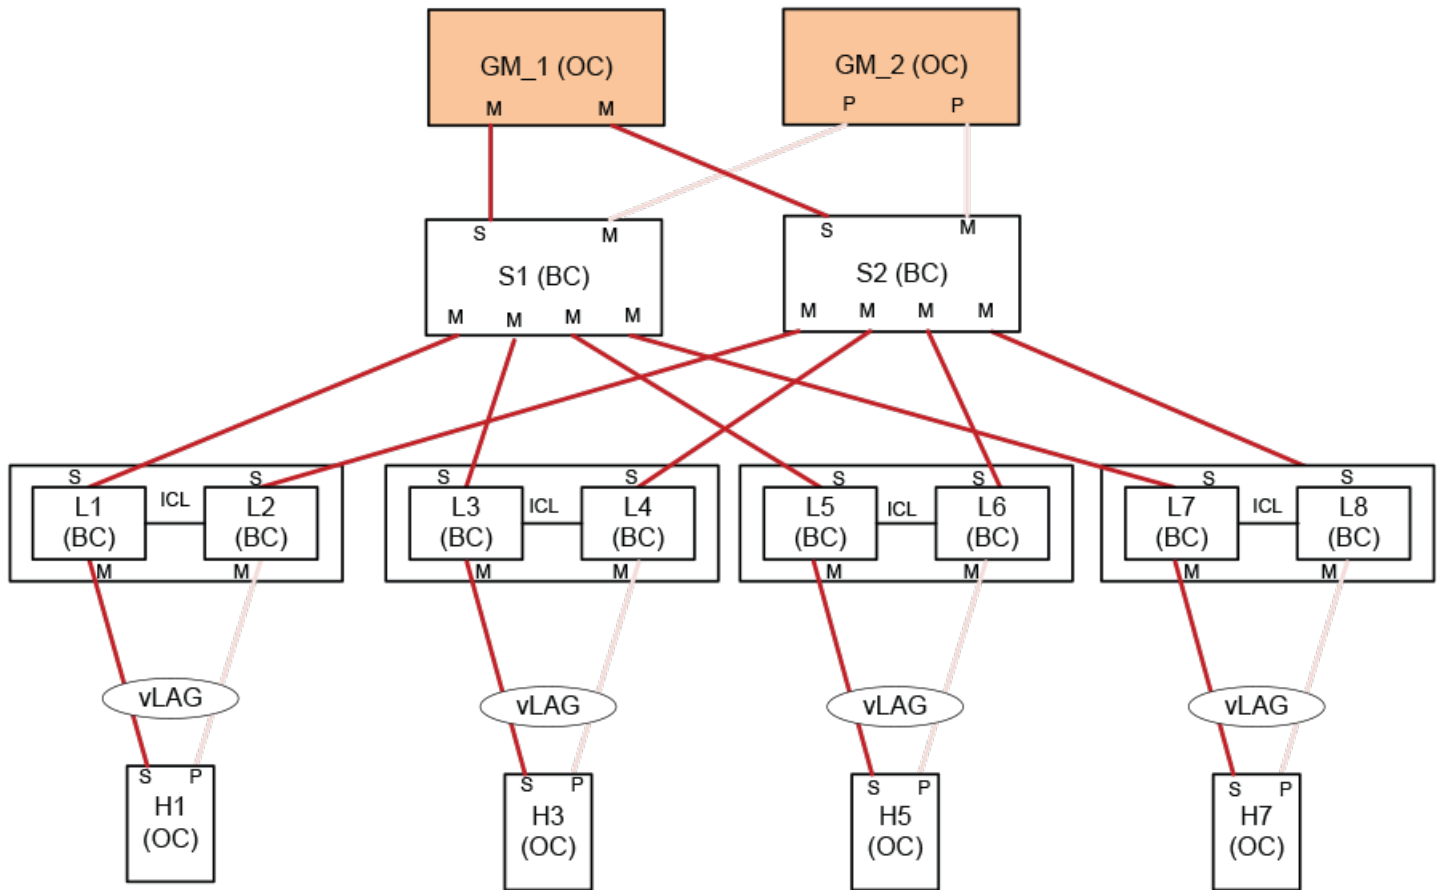 GM_1 (OC)
M M
GM_2 (OC)
P P
S M
S1 (BC)
M M M M
S M
S2 (BC)
M M M M
S S
L1
(BC)
ICL
L2
(BC)
M M
S S
L3
(BC)
ICL
L4
(BC)
M M
S S
L5
(BC)
ICL
L6
(BC)
M M
S S
L7
(BC)
ICL
L8
(BC)
M M
vLAG
vLAG
vLAG
vLAG
S P
H1
(OC)
S P
H3
(OC)
S P
H5
(OC)
S P
H7
(OC)